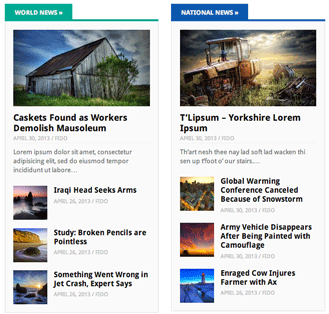 WORLD NEWS »
Caskets Found as Workers
Demolish Mausoleum
APRIL 30, 2013 / FIDO
Lorem ipsum dolor sit amet, consectetur
adipisicing elit, sed do eiusmod tempor
incididunt ut labore…
Iraqi Head Seeks Arms
APRIL 26, 2013 / FIDO
Study: Broken Pencils are
Pointless
APRIL 26, 2013 / FIDO
Something Went Wrong in
Jet Crash, Expert Says
APRIL 26, 2013 / FIDO
NATIONAL NEWS »
T'Lipsum – Yorkshire Lorem
Ipsum
APRIL 30, 2013 / FIDO
Th'art nesh thee nay lad soft lad wacken thi
sen up t'foot o' our stairs.…
Global Warming
Conference Canceled
Because of Snowstorm
APRIL 30, 2013 / FIDO
Army Vehicle Disappears
After Being Painted with
Camouflage
APRIL 30, 2013 / FIDO
Enraged Cow Injures
Farmer with Ax
APRIL 26, 2013 / FIDO